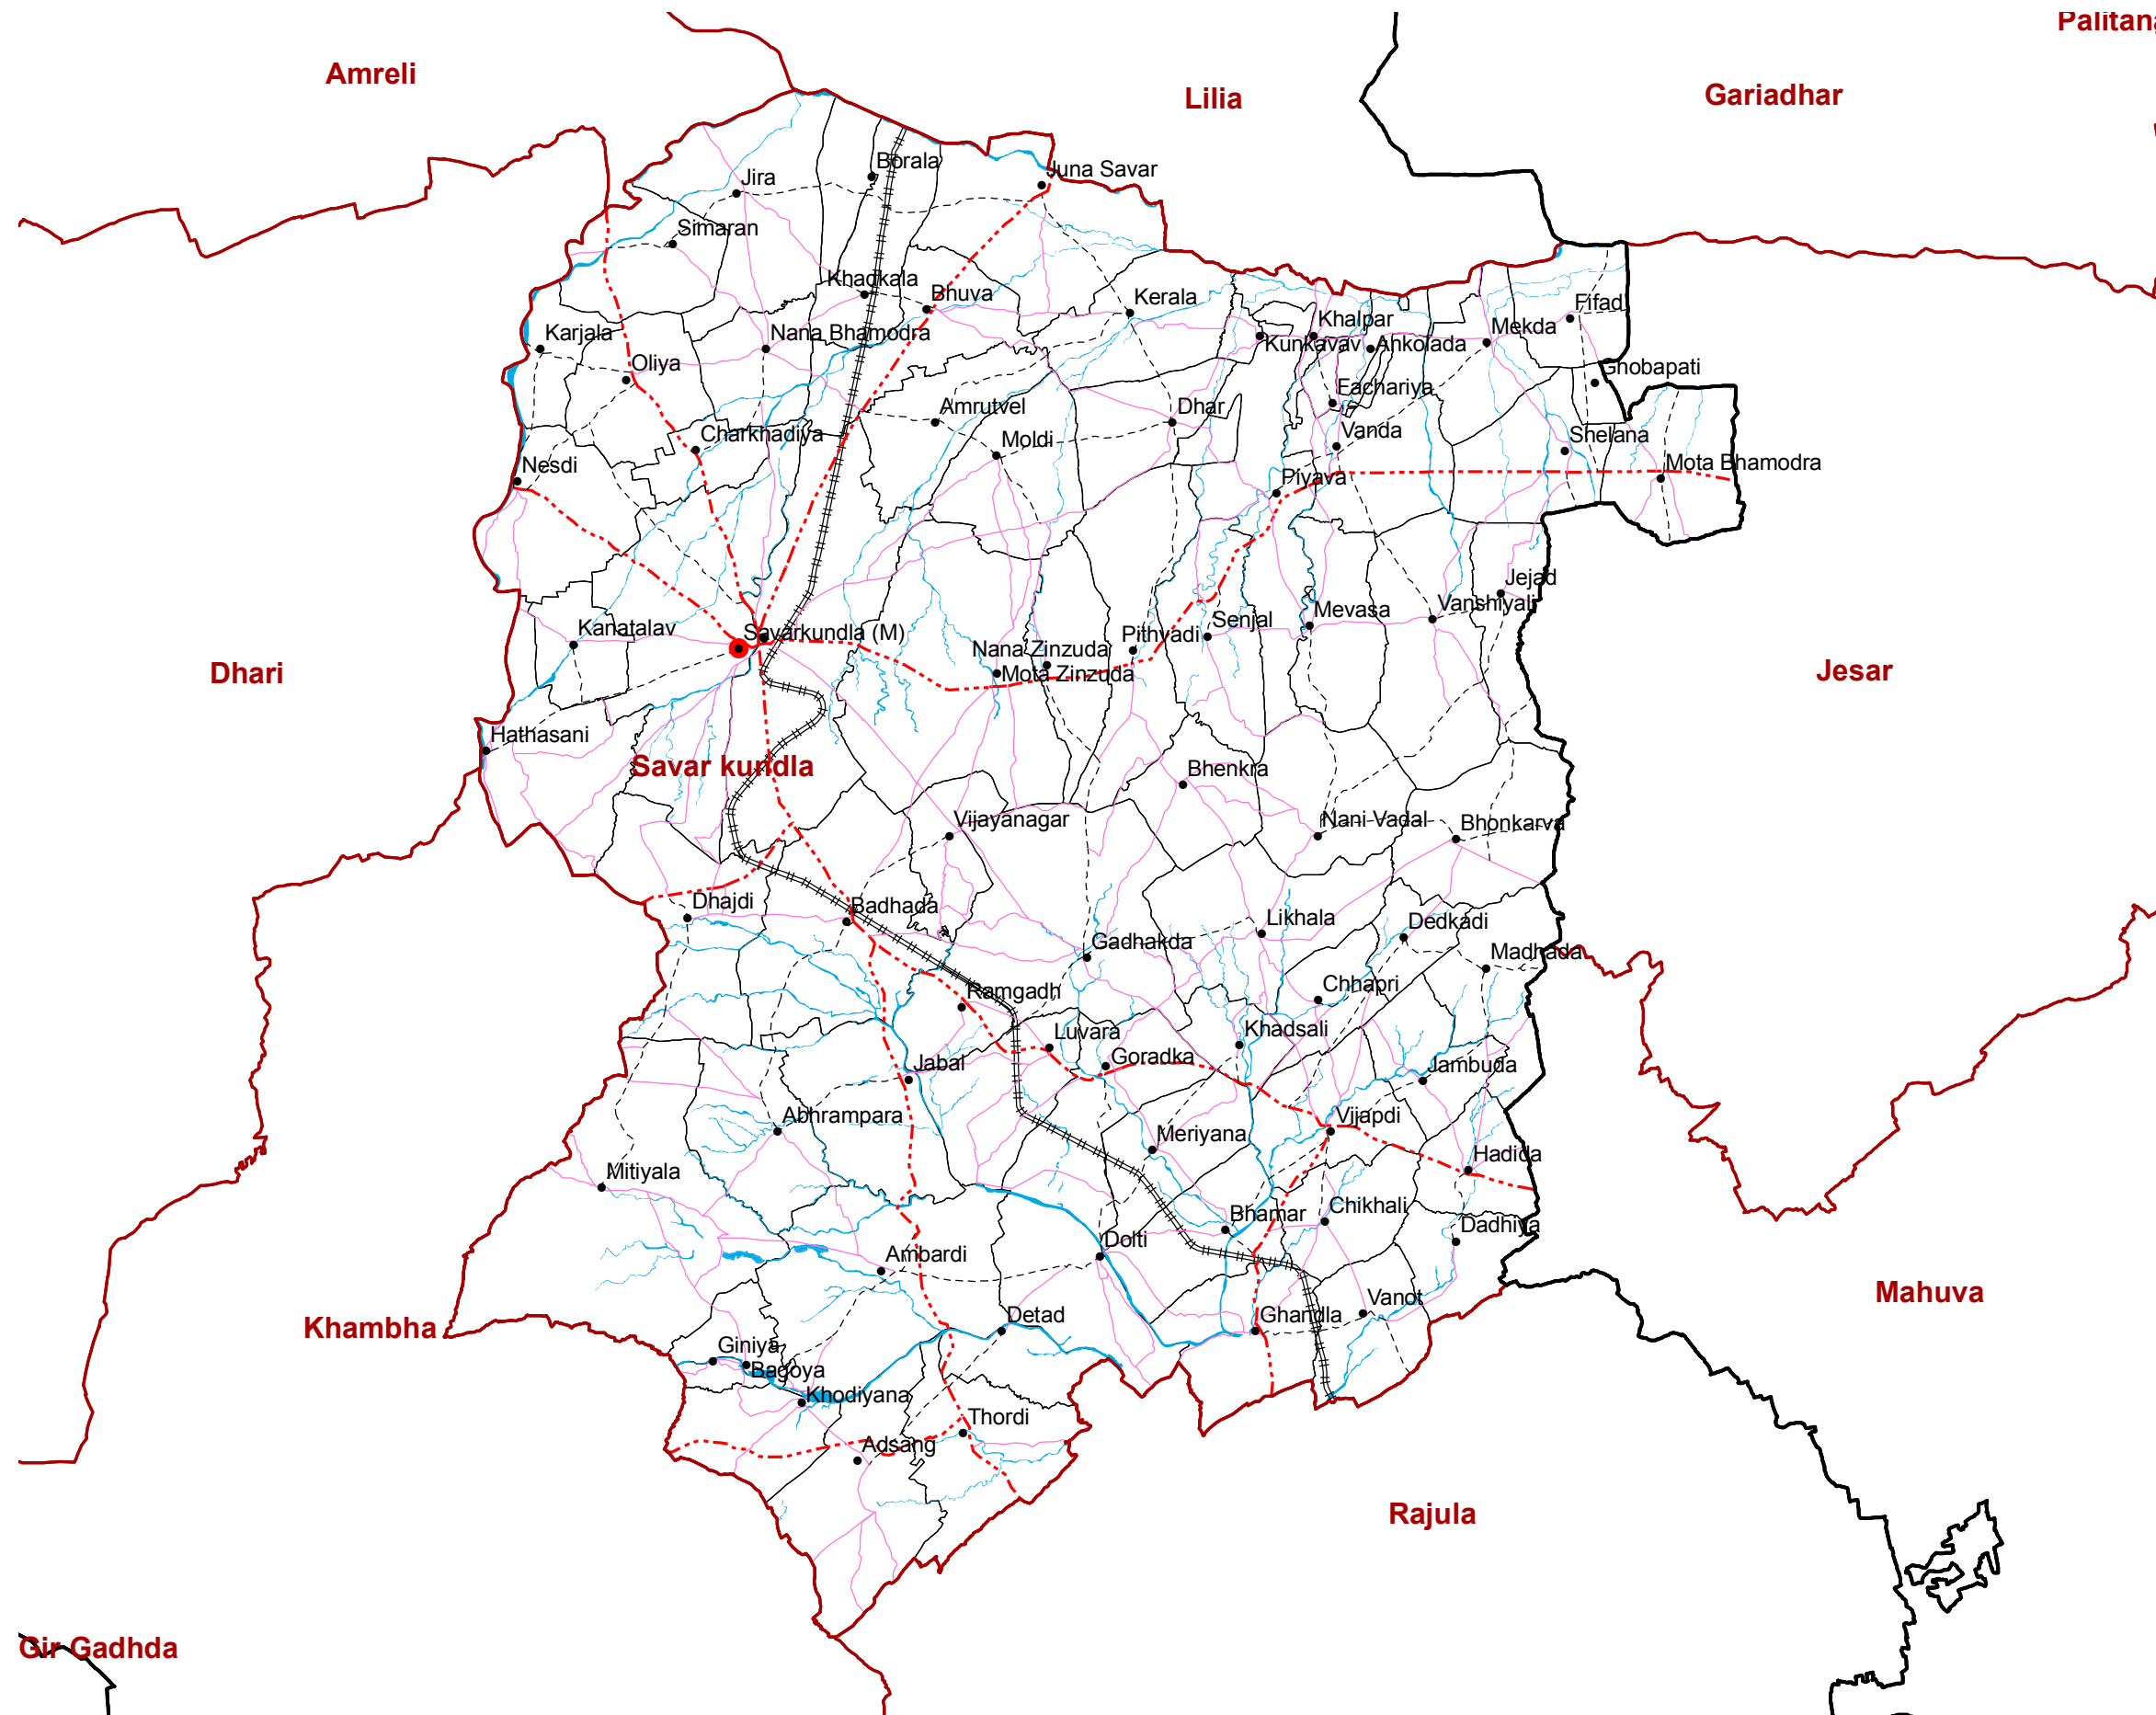 Palitana
Amreli
Lilia
Gariadhar
Borala
Juna Savar
Jira
Simaran
Khadkala
Bhuva
Kerala
Fifad
Karjala
Nana Bhamodra
Khalpar
Mekda
Kunkavav
Ankolada
Oliya
Ghobapati
Eachariya
Amrutvel
Dhar
Charkhadiya
Moldi
Vanda
Shelana
Nesdi
Mota Bhamodra
Piyava
Jejad
Vanshiyali
Mevasa
Senjal
Kanatalav
Savarkundla (M)
Pithvadi
Nana Zinzuda
Mota Zinzuda
Dhari
Jesar
Hathasani
Savar kundla
Bhenkra
Vijayanagar
Nani Vadal
Bhonkarva
Dhajdi
Badhada
Likhala
Dedkadi
Gadhakda
Madhada
Chhapri
Ramgadh
Luvara
Khadsali
Goradka
Jabal
Jambuda
Abhrampara
Vijapdi
Meriyana
Hadida
Mitiyala
Chikhali
Bhamar
Dadhiya
Dolti
Ambardi
Mahuva
Vanot
Khambha
Detad
Ghandla
Giniya
Bagoya
Khodiyana
Thordi
Adsang
Rajula
Gir Gadhda